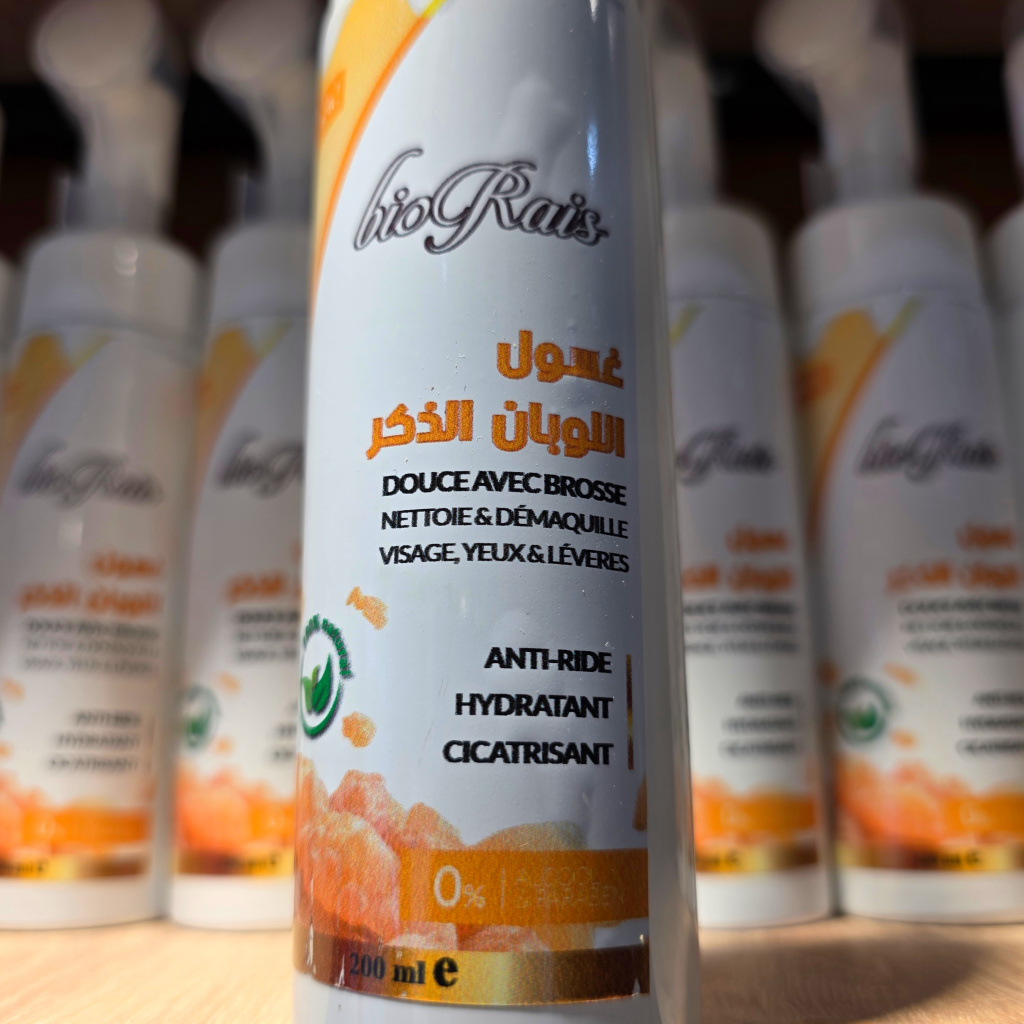 bioRais
غسول
اللوبان الذكر
DOUCE AVEC BROSSE
NETTOIE & DÉMAQUILLE
VISAGE, YEUX & LÉVERES
ANTI-RIDE
HYDRATANT
CICATRISANT
0%
200 ml e